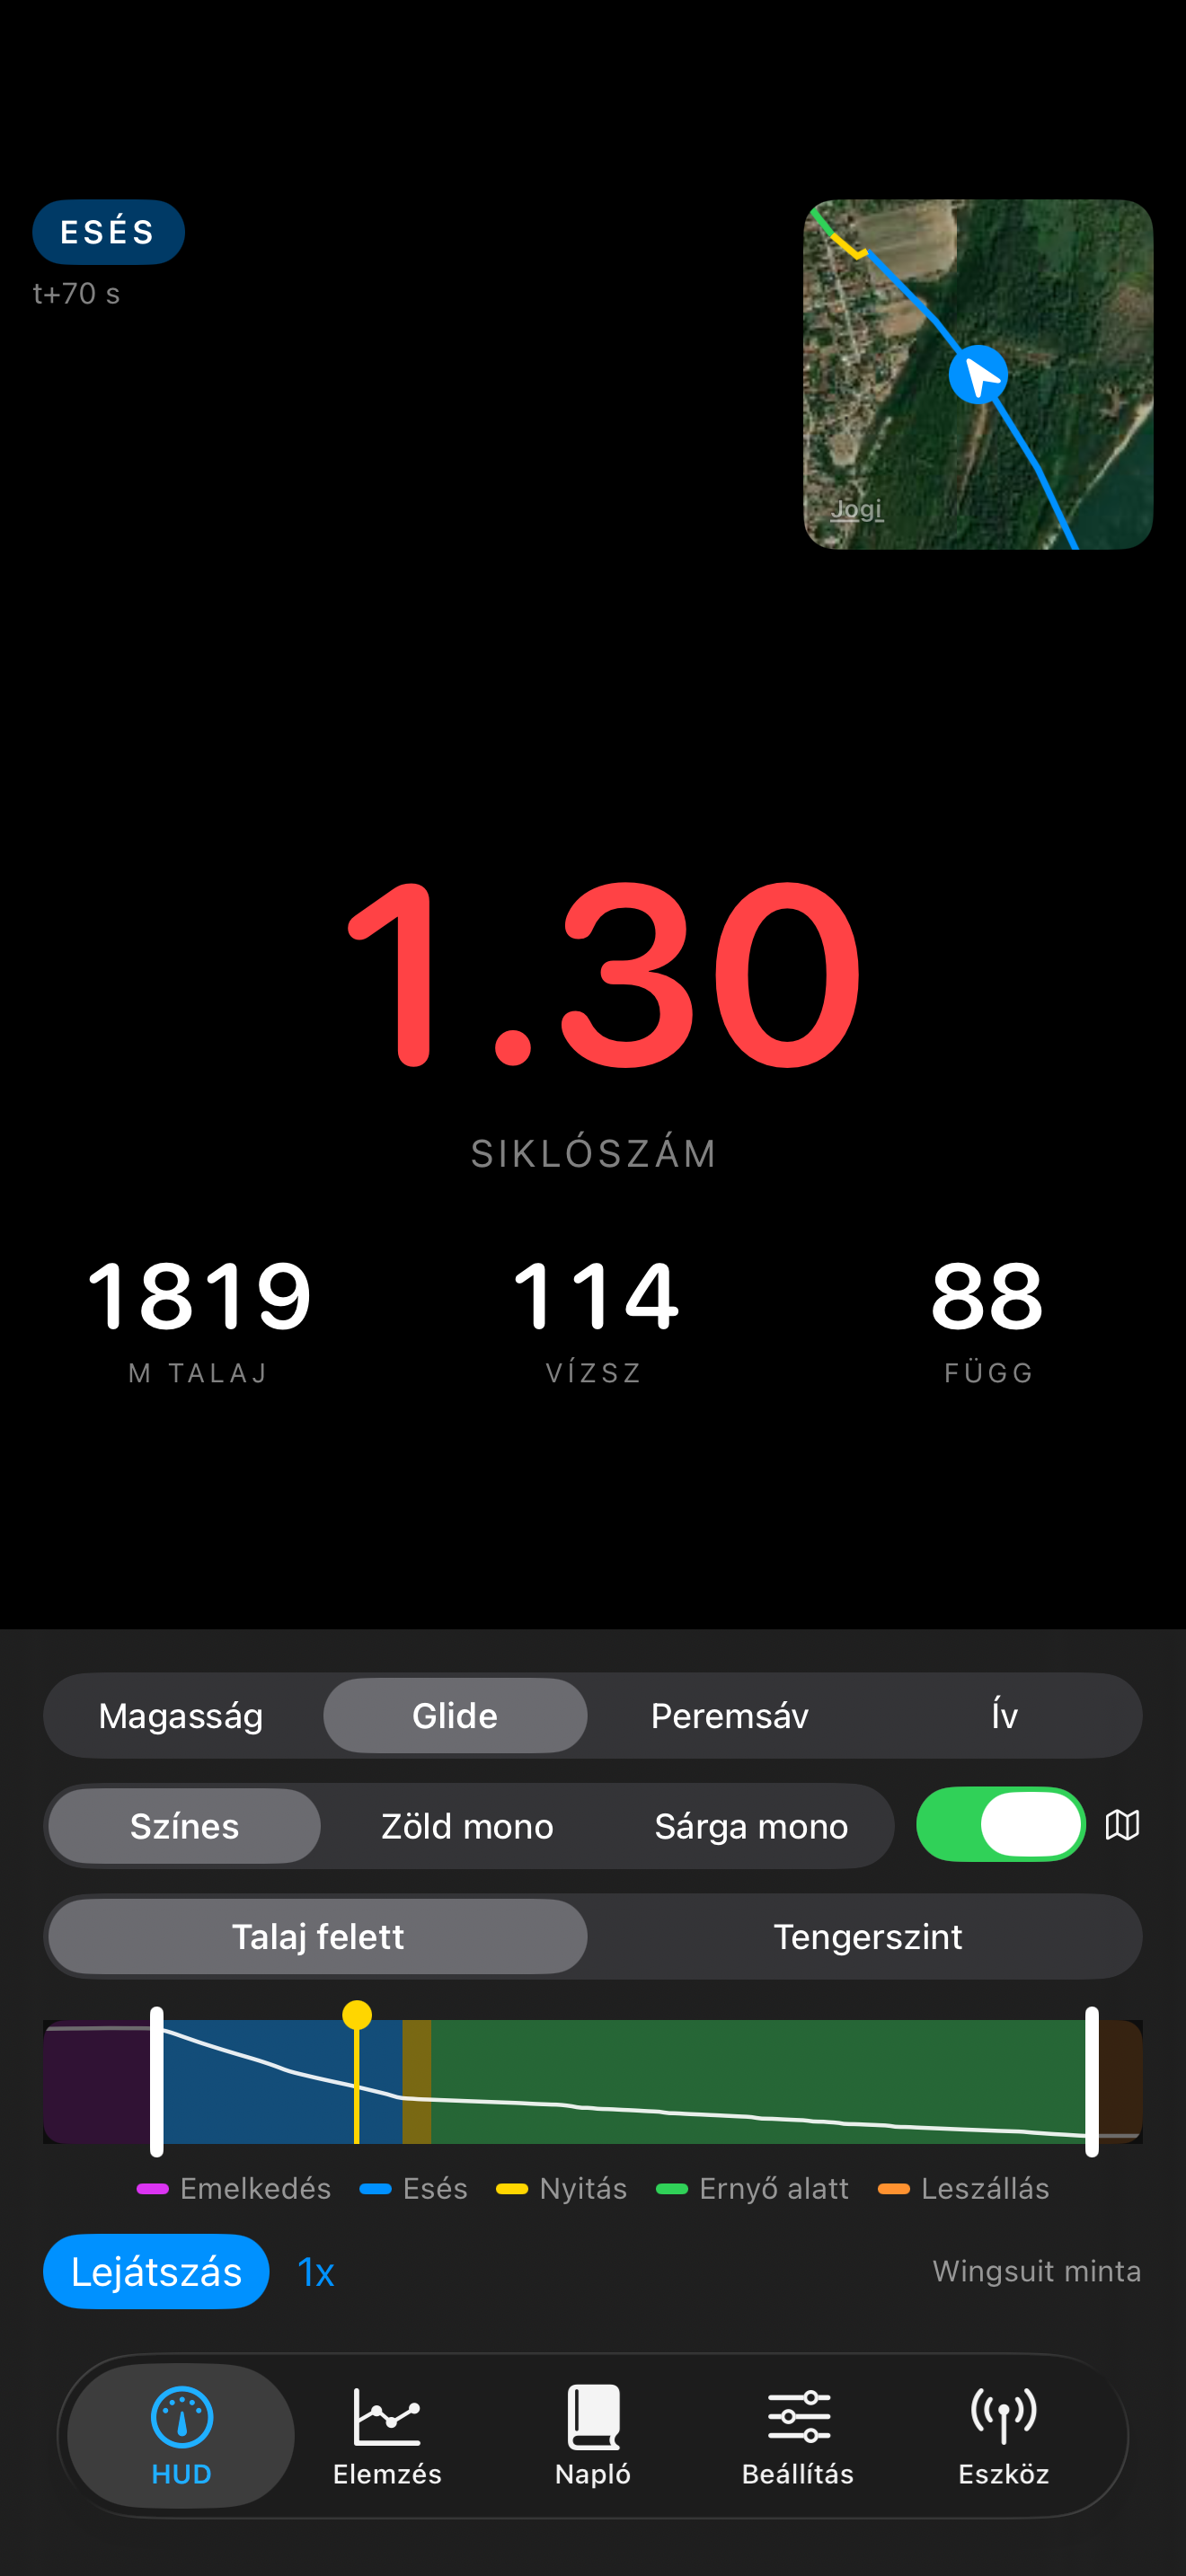 ESÉS
t+70 s
Jogi
1.30
SIKLÓSZÁM
1819 114 88
M TALAJ VÍZSZ FÜGG
Magasság Glide Peremsáv Ív
Színes Zöld mono Sárga mono
Talaj felett Tengerszint
Emelkedés Esés Nyitás Ernyő alatt Leszállás
Lejátszás 1x Wingsuit minta
HUD Elemzés Napló Beállítás Eszköz